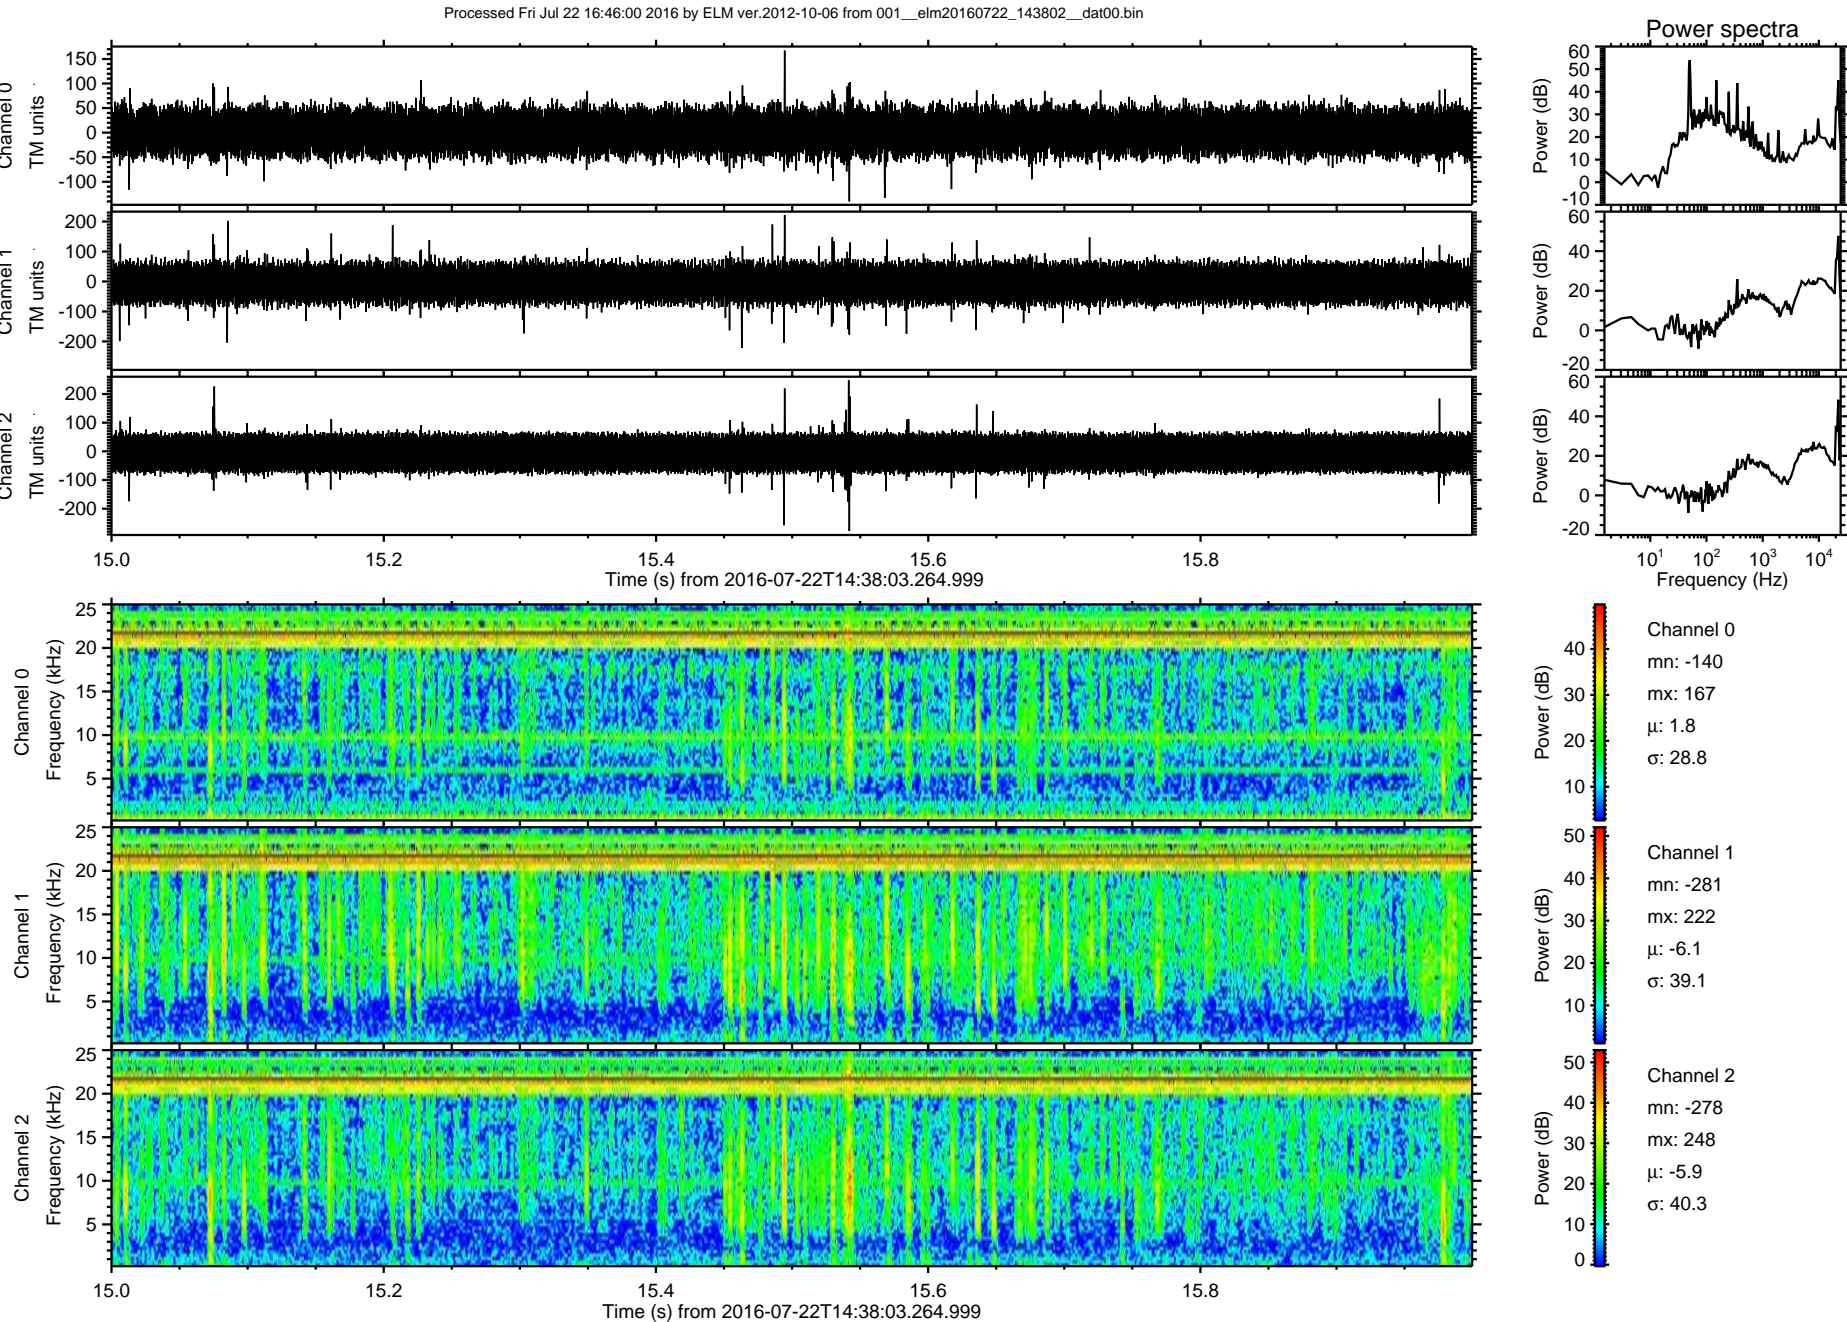 Processed Fri Jul 22 16:46:00 2016 by ELM ver.2012-10-06 from 001__elm20160722_143802__dat00.bin
Power spectra
Channel 0
TM units
150
100
50
0
-50
-100
Power (dB)
60
50
40
30
20
10
0
-10
Channel 1
TM units
200
100
0
-100
-200
Power (dB)
60
40
20
0
-20
Channel 2
TM units
200
100
0
-100
-200
Power (dB)
60
40
20
0
-20
15.0 15.2 15.4 15.6 15.8
Time (s) from 2016-07-22T14:38:03.264.999
10¹ 10² 10³ 10⁴
Frequency (Hz)
Channel 0
Frequency (kHz)
25
20
15
10
5
Power (dB)
40
30
20
10
Channel 0
mn: -140
mx: 167
μ: 1.8
σ: 28.8
Channel 1
Frequency (kHz)
25
20
15
10
5
Power (dB)
50
40
30
20
10
Channel 1
mn: -281
mx: 222
μ: -6.1
σ: 39.1
Channel 2
Frequency (kHz)
25
20
15
10
5
Power (dB)
50
40
30
20
10
0
Channel 2
mn: -278
mx: 248
μ: -5.9
σ: 40.3
15.0 15.2 15.4 15.6 15.8
Time (s) from 2016-07-22T14:38:03.264.999